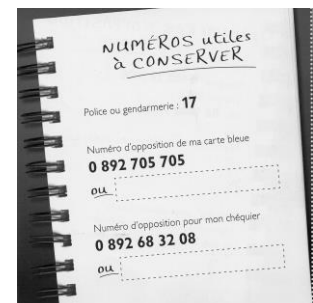 NUMÉROS utiles
à CONSERVER
Police ou gendarmerie : 17
Numéro d'opposition de ma carte bleue
0 892 705 705
ou
Numéro d'opposition pour mon chéquier
0 892 68 32 08
ou